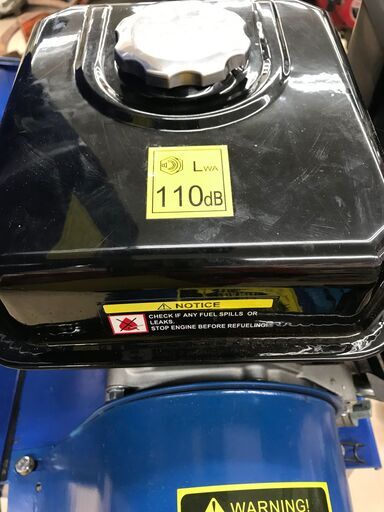 LWA
110dB
NOTICE
CHECK IF ANY FUEL SPILLS OR
LEAKS.
STOP ENGINE BEFORE REFUELING.
WARNING!